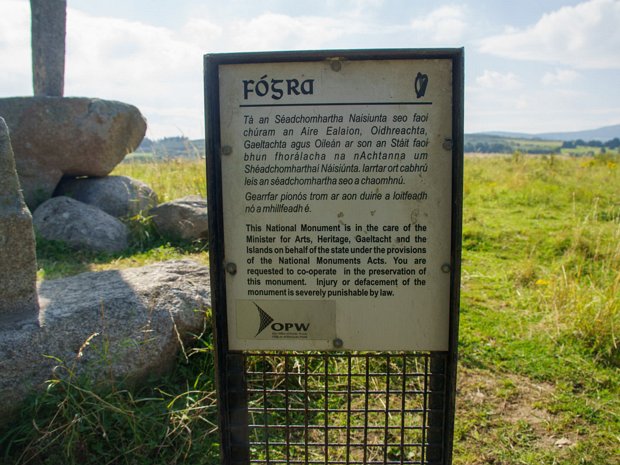 FÓGRA
Tà an Séadchomhartha Naisiunta seo faoi
chúram an Aire Ealaíon, Oidhreachta,
Gaeltachta agus Oileán ar son an Stáit faoi
bhun fhorálacha na nAchtanna um
Shéadchomharthaí Náisiúnta. Iarrtar ort cabhrú
leis an séadchomhartha seo a chaomhnú.
Gearrfar pionós trom ar aon duine a loitfeadh
nó a mhillfeadh é.
This National Monument is in the care of the
Minister for Arts, Heritage, Gaeltacht and the
Islands on behalf of the state under the provisions
of the National Monuments Acts. You are
requested to co-operate in the preservation of
this monument. Injury or defacement of the
monument is severely punishable by law.
OPW